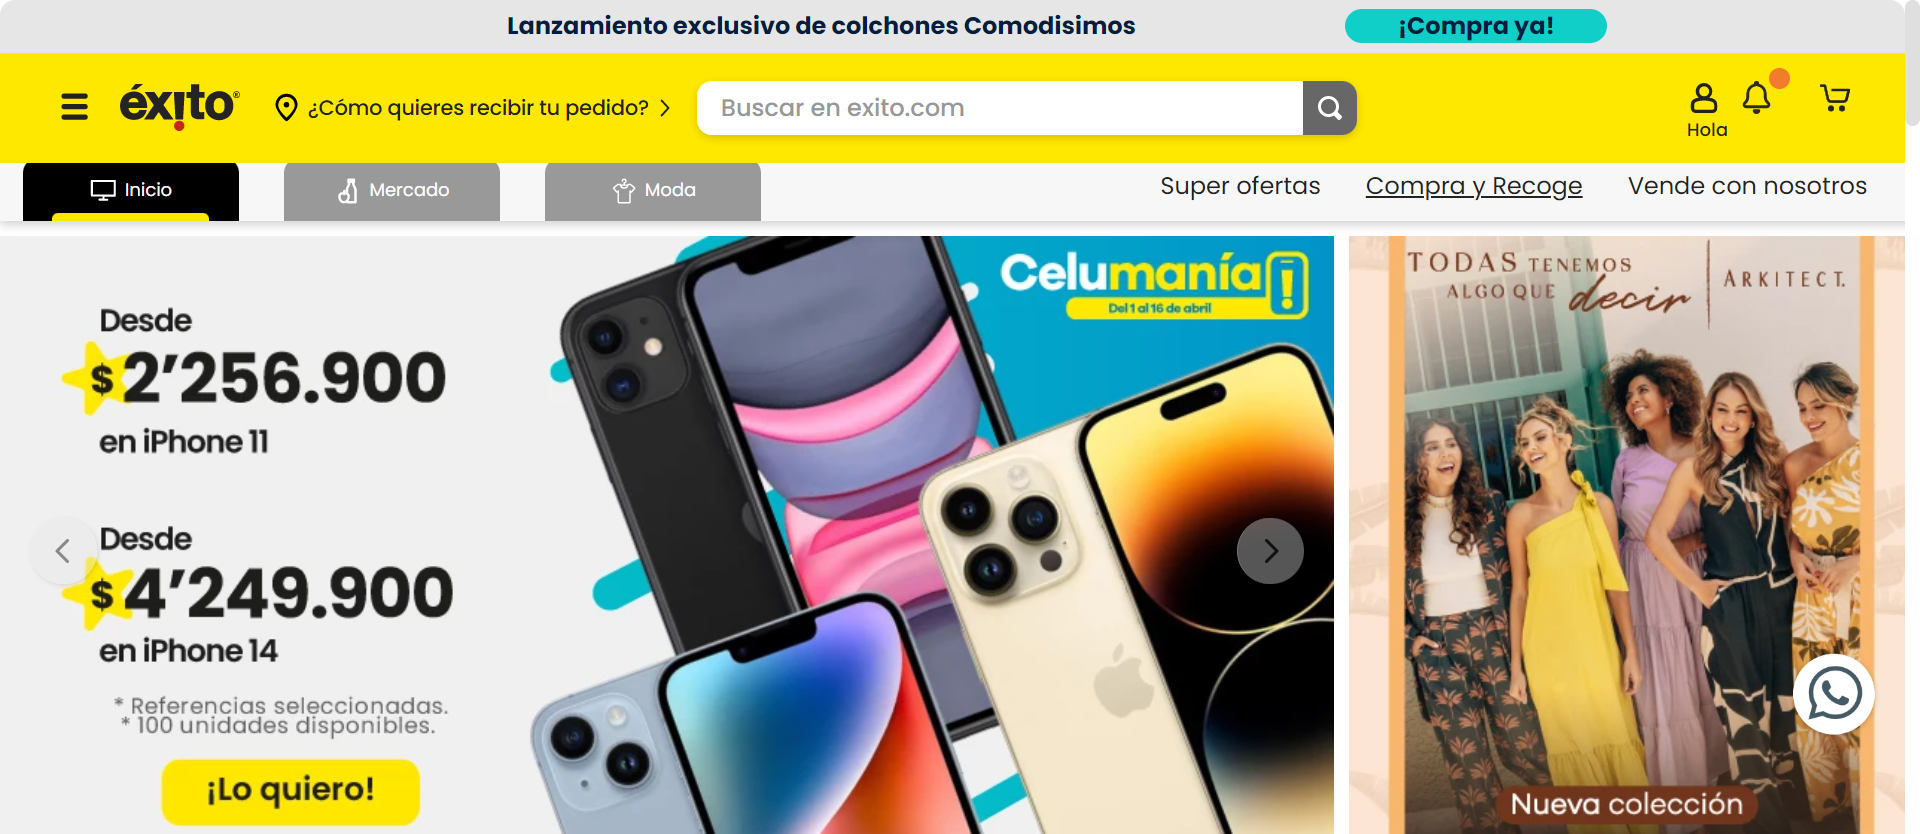 Lanzamiento exclusivo de colchones Comodisimos
¡Compra ya!
éxito®
¿Cómo quieres recibir tu pedido?
Buscar en exito.com
Hola
Inicio
Mercado
Moda
Super ofertas
Compra y Recoge
Vende con nosotros
Desde
$ 2’256.900
en iPhone 11
Desde
$ 4’249.900
en iPhone 14
* Referencias seleccionadas.
* 100 unidades disponibles.
¡Lo quiero!
Celumanía!
Del 1 al 16 de abril
TODAS TENEMOS
ALGO QUE decir
ARKITECT.
Nueva colección